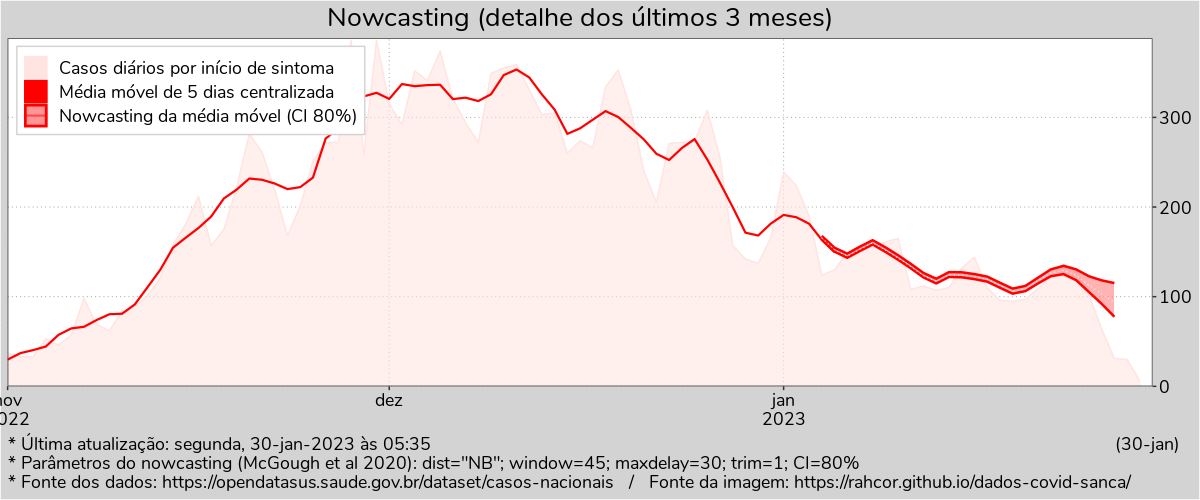 Nowcasting (detalhe dos últimos 3 meses)
Casos diários por início de sintoma
Média móvel de 5 dias centralizada
Nowcasting da média móvel (CI 80%)
300
200
100
0
nov dez jan
022 2023
* Última atualização: segunda, 30-jan-2023 às 05:35 (30-jan)
* Parâmetros do nowcasting (McGough et al 2020): dist="NB"; window=45; maxdelay=30; trim=1; CI=80%
* Fonte dos dados: https://opendatasus.saude.gov.br/dataset/casos-nacionais / Fonte da imagem: https://rahcor.github.io/dados-covid-sanca/